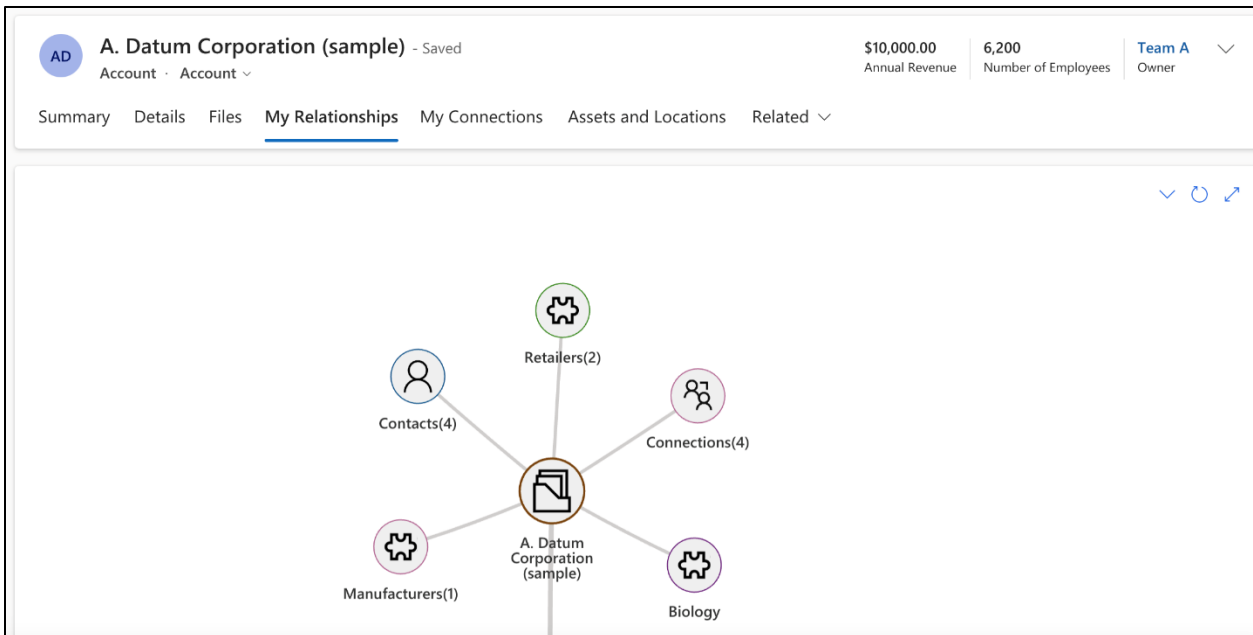 AD
A. Datum Corporation (sample) - Saved
Account · Account
$10,000.00
Annual Revenue
6,200
Number of Employees
Team A
Owner
Summary Details Files My Relationships My Connections Assets and Locations Related
Retailers(2)
Contacts(4)
Connections(4)
A. Datum
Corporation
(sample)
Manufacturers(1)
Biology